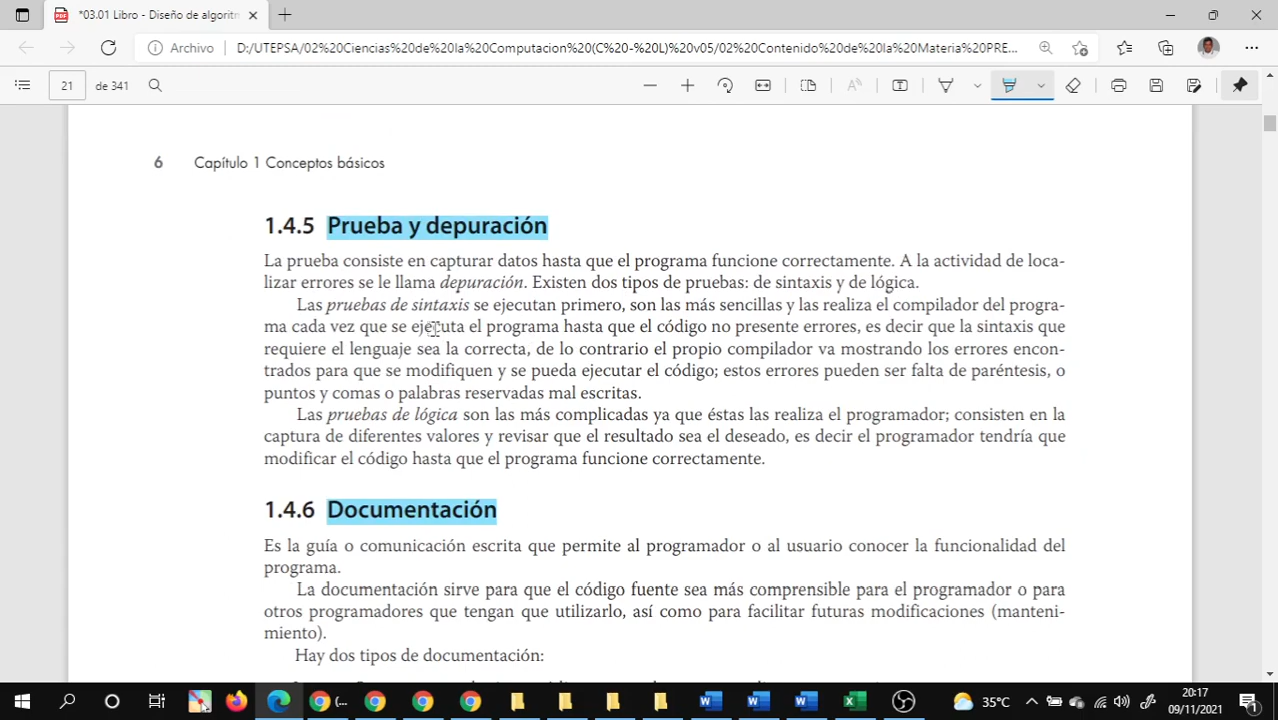 *03.01 Libro - Diseño de algoritm
Archivo
D:/UTEPSA/02%20Ciencias%20de%20la%20Computacion%20(C%20-%20L)%20v05/02%20Contenido%20de%20la%20Materia%20PRE...
21
de 341
6 Capítulo 1 Conceptos básicos
1.4.5 Prueba y depuración
La prueba consiste en capturar datos hasta que el programa funcione correctamente. A la actividad de loca-
lizar errores se le llama depuración. Existen dos tipos de pruebas: de sintaxis y de lógica.
Las pruebas de sintaxis se ejecutan primero, son las más sencillas y las realiza el compilador del progra-
ma cada vez que se ejecuta el programa hasta que el código no presente errores, es decir que la sintaxis que
requiere el lenguaje sea la correcta, de lo contrario el propio compilador va mostrando los errores encon-
trados para que se modifiquen y se pueda ejecutar el código; estos errores pueden ser falta de paréntesis, o
puntos y comas o palabras reservadas mal escritas.
Las pruebas de lógica son las más complicadas ya que éstas las realiza el programador; consisten en la
captura de diferentes valores y revisar que el resultado sea el deseado, es decir el programador tendría que
modificar el código hasta que el programa funcione correctamente.
1.4.6 Documentación
Es la guía o comunicación escrita que permite al programador o al usuario conocer la funcionalidad del
programa.
La documentación sirve para que el código fuente sea más comprensible para el programador o para
otros programadores que tengan que utilizarlo, así como para facilitar futuras modificaciones (manteni-
miento).
Hay dos tipos de documentación:
(...
35°C
20:17
09/11/2021
1